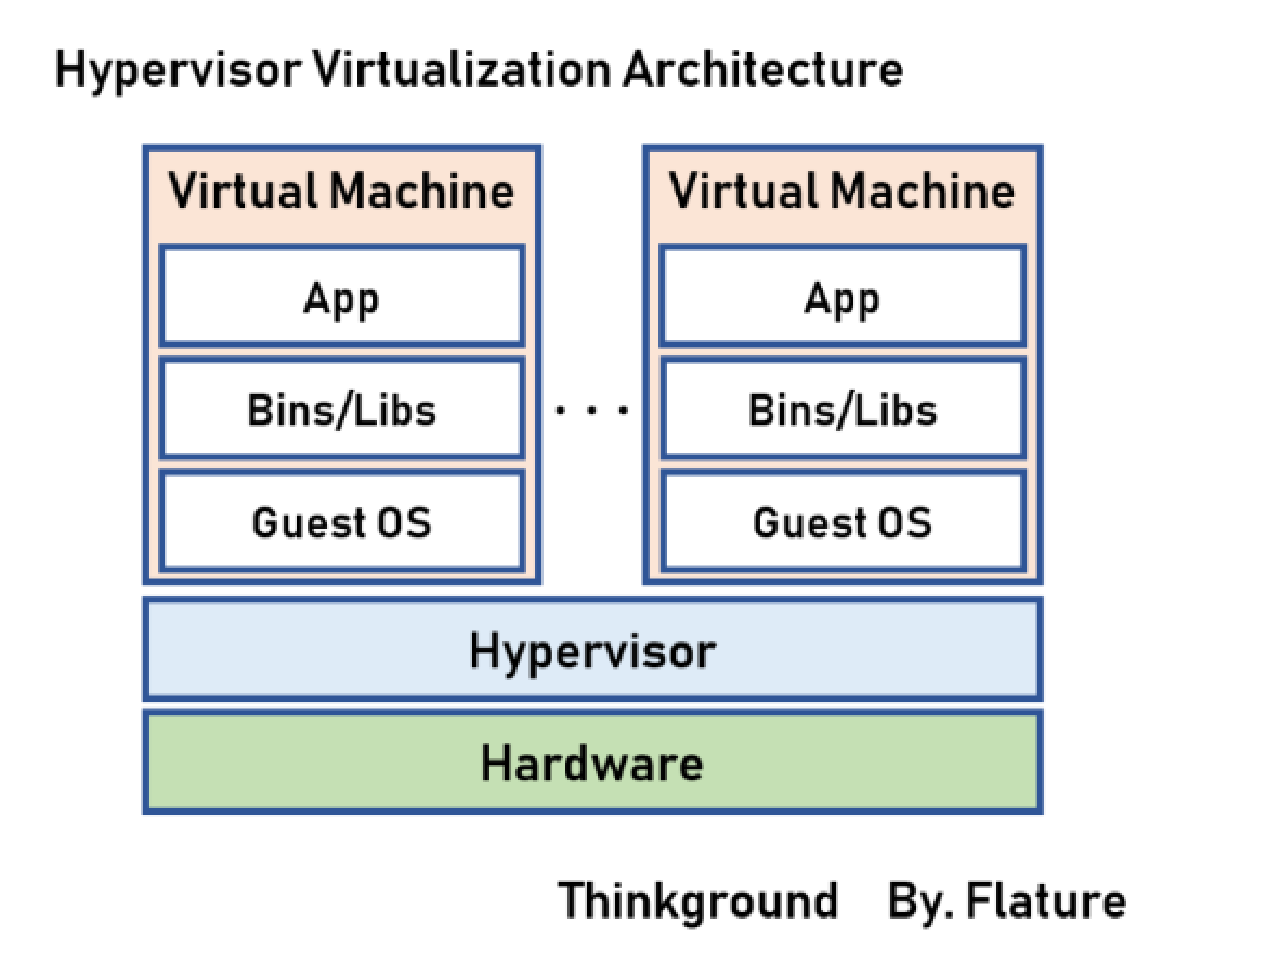 Hypervisor Virtualization Architecture
Virtual Machine
App
Bins/Libs
Guest OS
. . .
Virtual Machine
App
Bins/Libs
Guest OS
Hypervisor
Hardware
Thinkground By. Flature